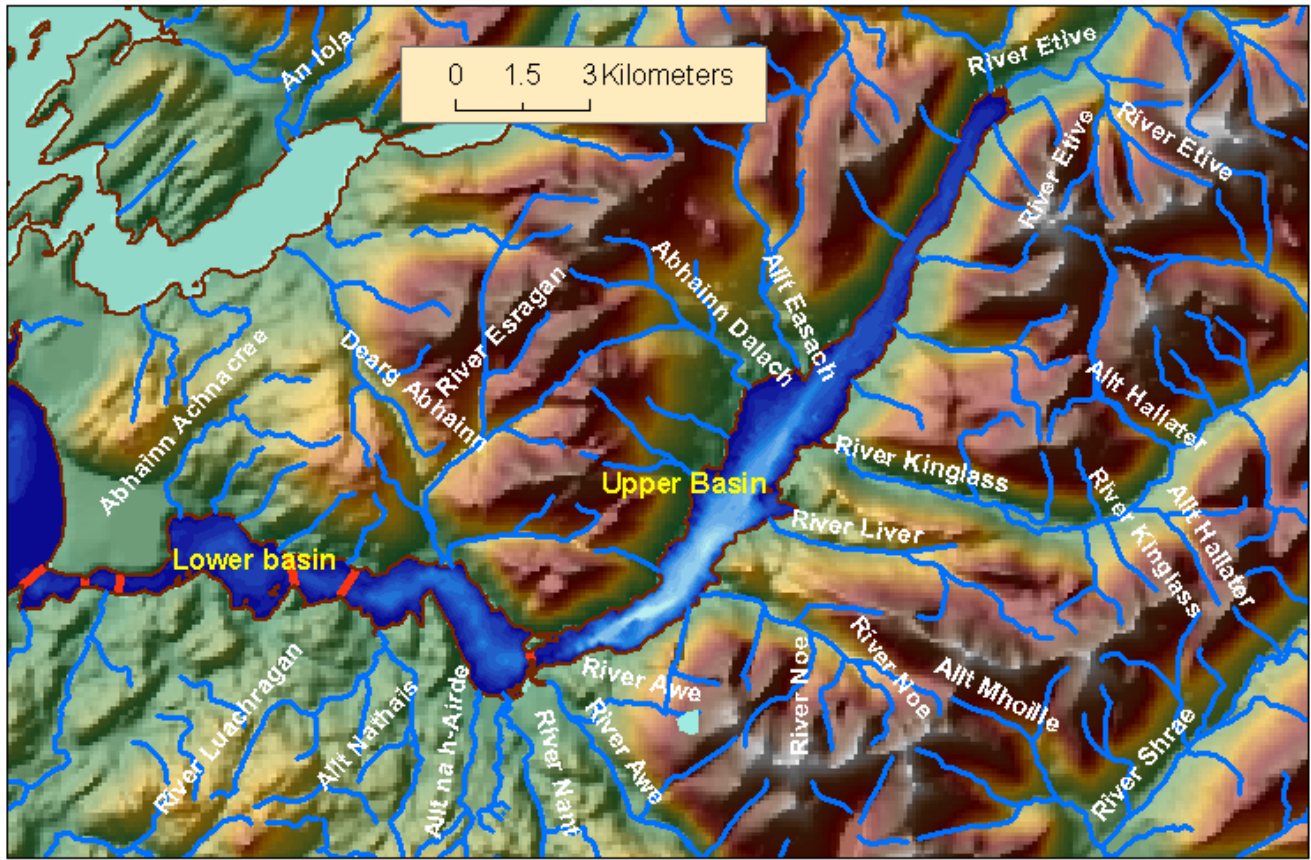 River Etive
An Iola
0 1.5 3Kilometers
River Etive
River Etive
Abhainn Dalach
Allt Easach
River Esragan
Dearg Abhainn
Abhainn Achnacree
Allt Hallater
River Kinglass
Upper Basin
River Liver
River Kinglass
Allt Hallater
Lower basin
River Luachragan
Allt Nathais
Allt na h-Airde
River Nant
River Awe
River Awe
River Noe
River Noe
Allt Mhoille
River Shrae